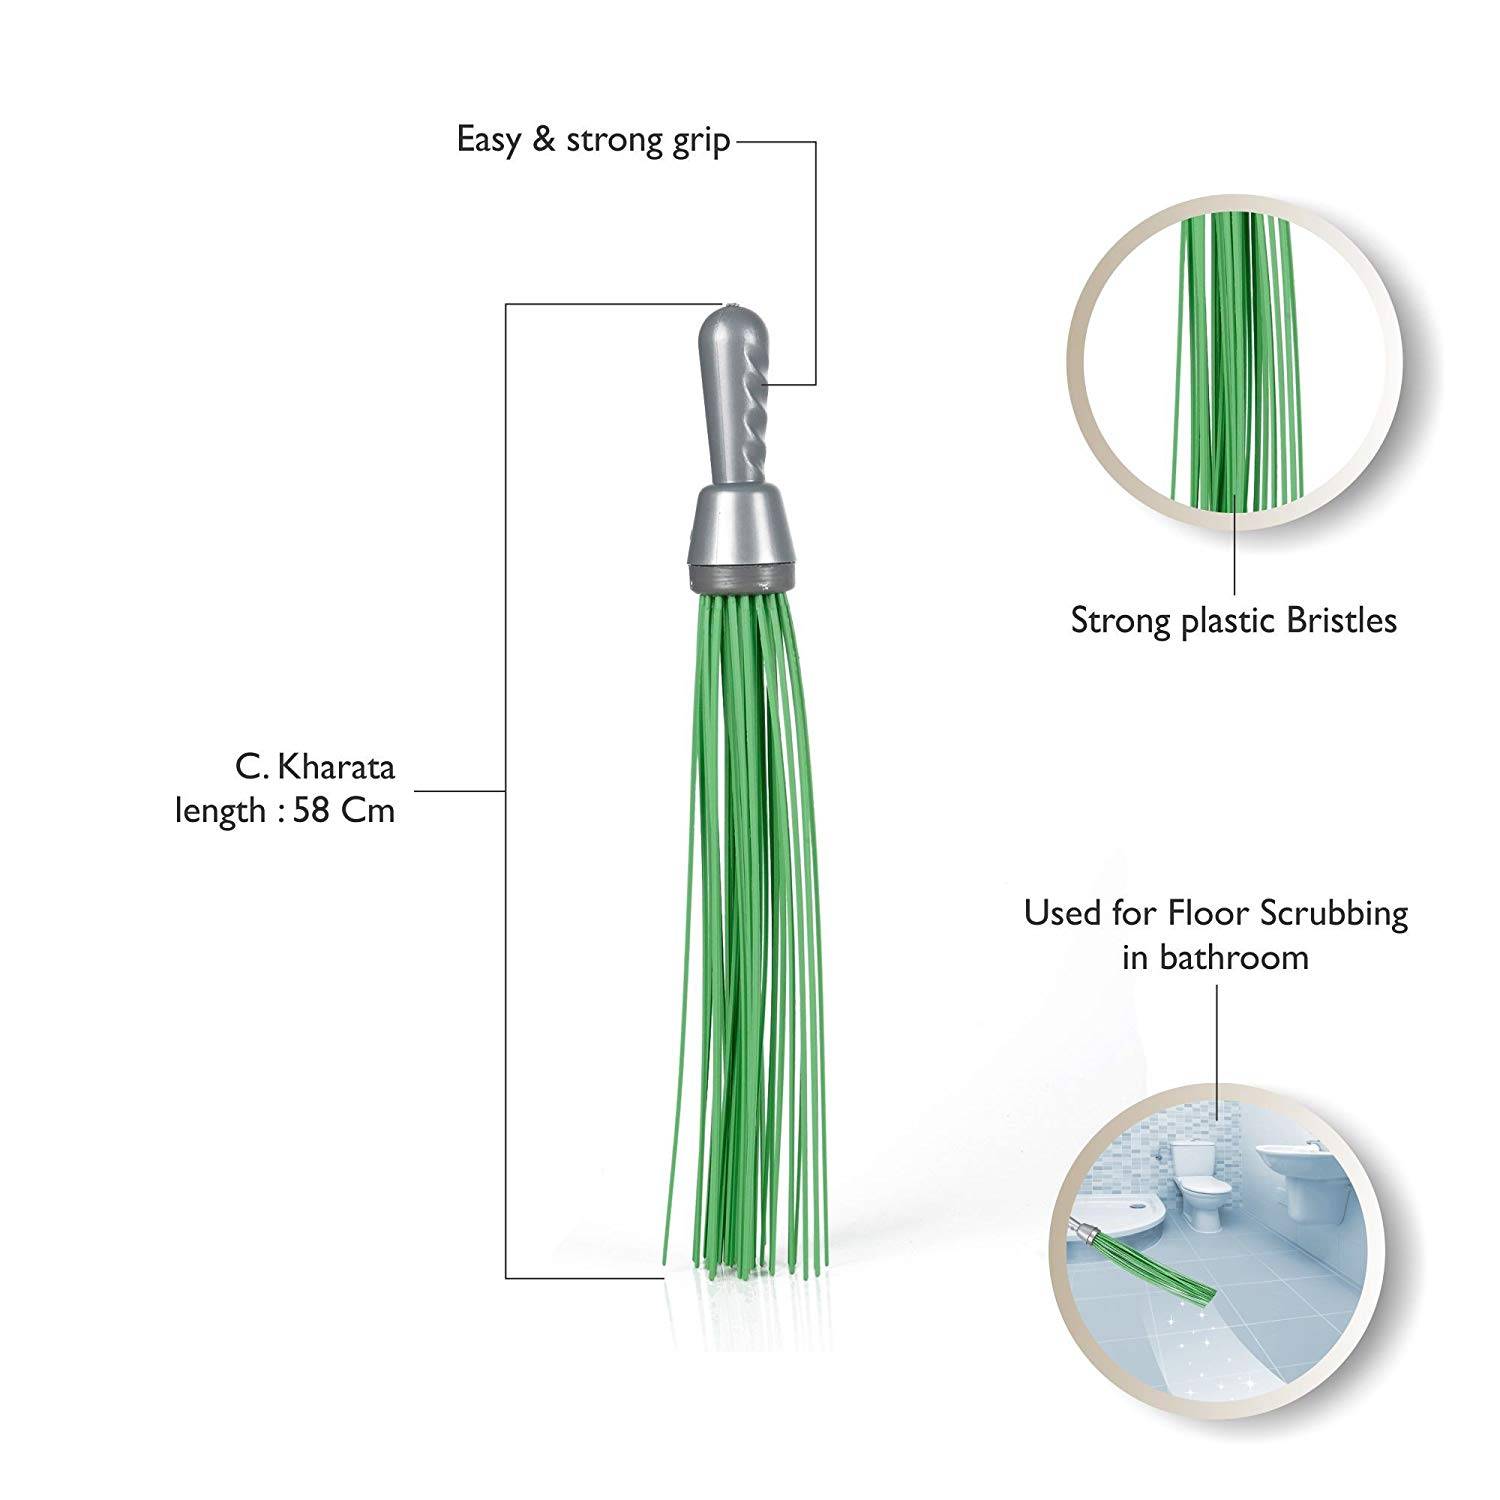 Easy & strong grip
Strong plastic Bristles
C. Kharata
length : 58 Cm
Used for Floor Scrubbing
in bathroom